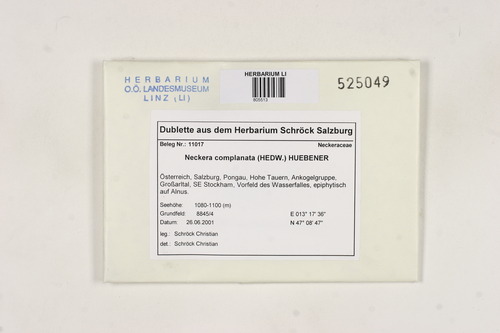 HERBARIUM
O.Ö. LANDESMUSEUM
LINZ (LI)
HERBARIUM LI
525049
Dublette aus dem Herbarium Schröck Salzburg
Beleg Nr.: 11017 Neckeraceae
Neckera complanata (HEDW.) HUEBENER
Österreich, Salzburg, Pongau, Hohe Tauern, Ankogelgruppe,
Großarltal, SE Stockham, Vorfeld des Wasserfalles, epiphytisch
auf Alnus.
Seehöhe: 1080-1100 (m)
Grundfeld: 8845/4 E 013° 17' 36"
Datum: 26.06.2001 N 47° 08' 47"
leg.: Schröck Christian
det.: Schröck Christian